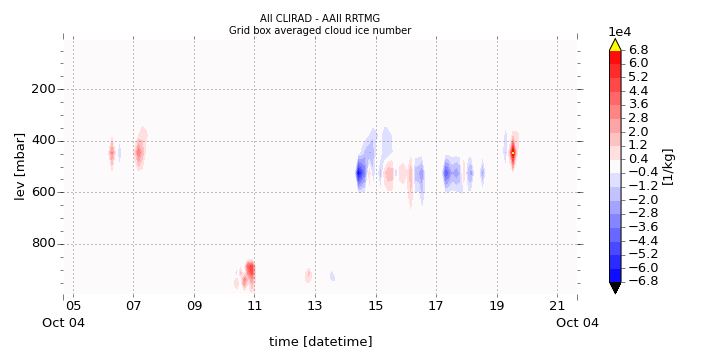 All CLIRAD - AAII RRTMG
Grid box averaged cloud ice number
1e4
6.8
6.0
5.2
4.4
3.6
2.8
2.0
1.2
0.4
−0.4
−1.2
−2.0
−2.8
−3.6
−4.4
−5.2
−6.0
−6.8
[1/kg]
200
400
600
800
lev [mbar]
05 07 09 11 13 15 17 19 21
Oct 04 Oct 04
time [datetime]